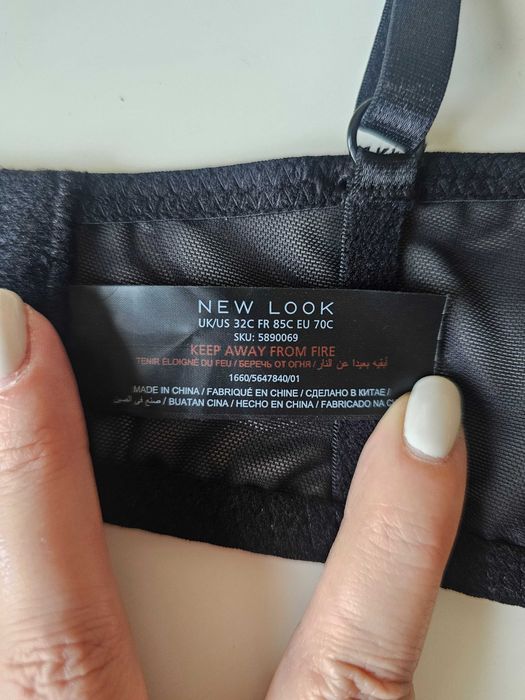 NEW LOOK
UK/US 32C FR 85C EU 70C
SKU: 5890069
KEEP AWAY FROM FIRE
TENIR ÉLOIGNÉ DU FEU / БЕРЕЧЬ ОТ ОГНЯ / أبقيه بعيدا عن النار
1660/5647840/01
MADE IN CHINA / FABRIQUÉ EN CHINE / СДЕЛАНО В КИТАЕ /
صنع في الصين / BUATAN CINA / HECHO EN CHINA / FABRICADO NA